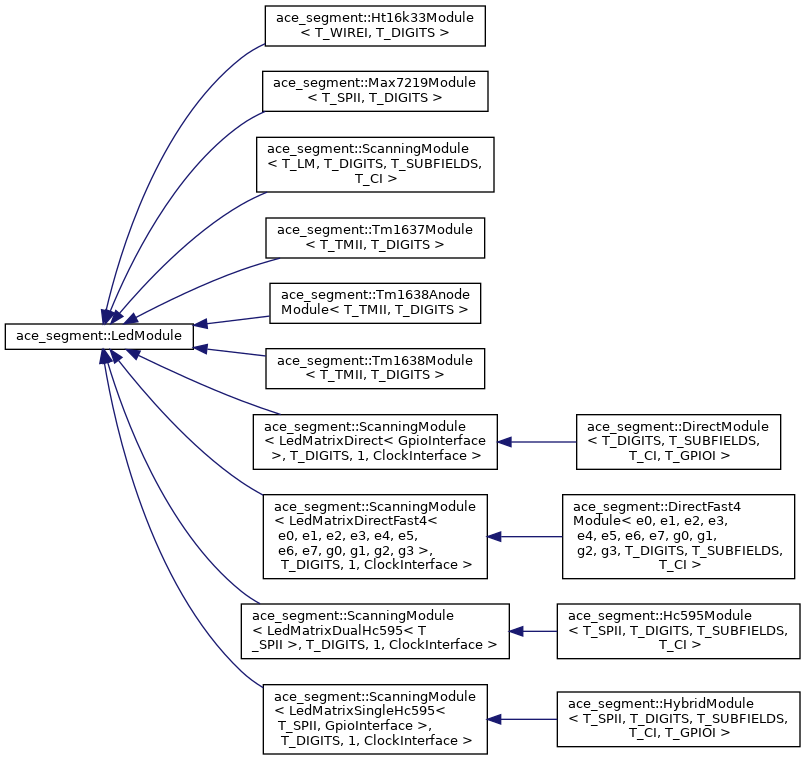 ace_segment::Ht16k33Module
< T_WIREI, T_DIGITS >
ace_segment::Max7219Module
< T_SPII, T_DIGITS >
ace_segment::ScanningModule
< T_LM, T_DIGITS, T_SUBFIELDS,
T_CI >
ace_segment::Tm1637Module
< T_TMII, T_DIGITS >
ace_segment::Tm1638Anode
Module< T_TMII, T_DIGITS >
ace_segment::LedModule
ace_segment::Tm1638Module
< T_TMII, T_DIGITS >
ace_segment::ScanningModule
< LedMatrixDirect< GpioInterface
>, T_DIGITS, 1, ClockInterface >
ace_segment::DirectModule
< T_DIGITS, T_SUBFIELDS,
T_CI, T_GPIOI >
ace_segment::ScanningModule
< LedMatrixDirectFast4<
e0, e1, e2, e3, e4, e5,
e6, e7, g0, g1, g2, g3 >,
T_DIGITS, 1, ClockInterface >
ace_segment::DirectFast4
Module< e0, e1, e2, e3,
e4, e5, e6, e7, g0, g1,
g2, g3, T_DIGITS, T_SUBFIELDS,
T_CI >
ace_segment::ScanningModule
< LedMatrixDualHc595< T
_SPII >, T_DIGITS, 1, ClockInterface >
ace_segment::Hc595Module
< T_SPII, T_DIGITS, T_SUBFIELDS,
T_CI >
ace_segment::ScanningModule
< LedMatrixSingleHc595<
T_SPII, GpioInterface >,
T_DIGITS, 1, ClockInterface >
ace_segment::HybridModule
< T_SPII, T_DIGITS, T_SUBFIELDS,
T_CI, T_GPIOI >